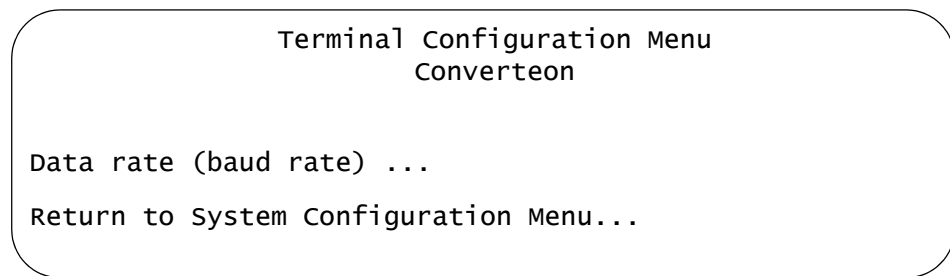 Terminal Configuration Menu
Converteon
Data rate (baud rate) ...
Return to System Configuration Menu...